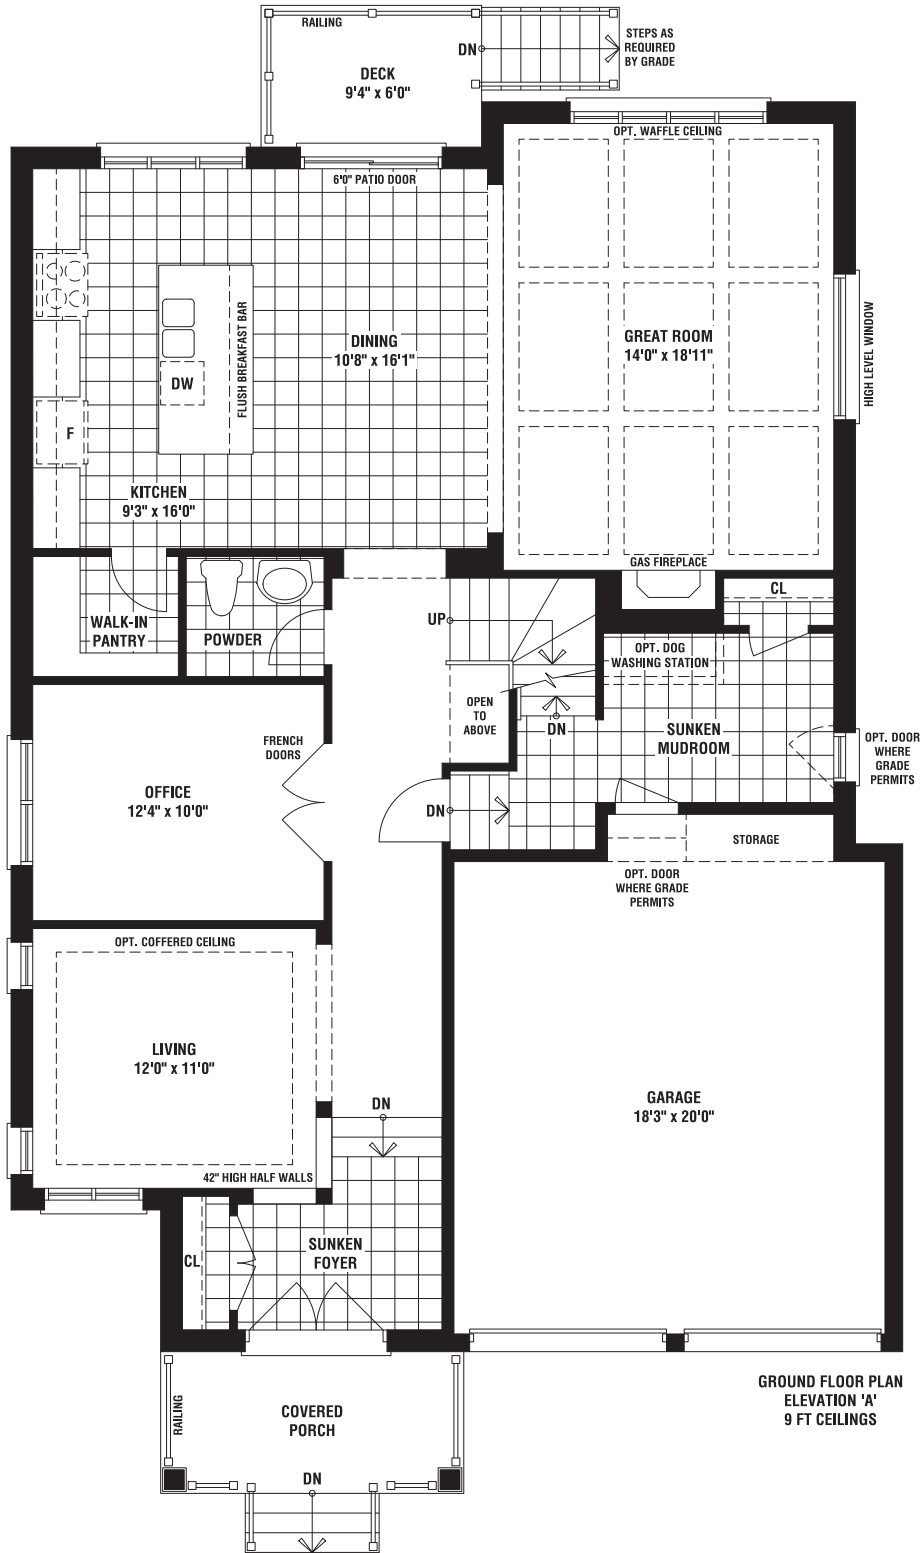 RAILING
DN
STEPS AS
REQUIRED
BY GRADE
DECK
9'4" x 6'0"
OPT. WAFFLE CEILING
6'0" PATIO DOOR
FLUSH BREAKFAST BAR
DINING
10'8" x 16'1"
GREAT ROOM
14'0" x 18'11"
HIGH LEVEL WINDOW
DW
F
KITCHEN
9'3" x 16'0"
GAS FIREPLACE
CL
WALK-IN
PANTRY
POWDER
UP
OPT. DOG
WASHING STATION
OPEN
TO
ABOVE
DN
SUNKEN
MUDROOM
OPT. DOOR
WHERE
GRADE
PERMITS
FRENCH
DOORS
OFFICE
12'4" x 10'0"
DN
STORAGE
OPT. DOOR
WHERE GRADE
PERMITS
OPT. COFFERED CEILING
LIVING
12'0" x 11'0"
GARAGE
18'3" x 20'0"
DN
42" HIGH HALF WALLS
CL
SUNKEN
FOYER
RAILING
COVERED
PORCH
DN
GROUND FLOOR PLAN
ELEVATION 'A'
9 FT CEILINGS